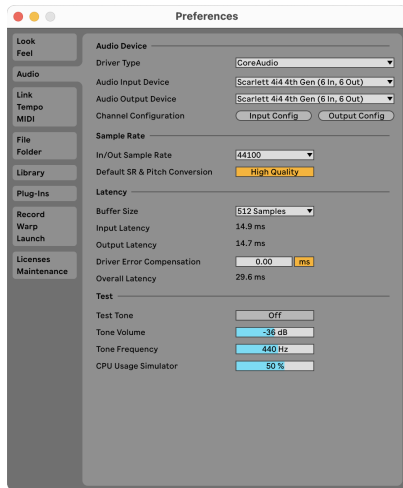 Preferences
Look
Feel
Audio
Link
Tempo
MIDI
File
Folder
Library
Plug-Ins
Record
Warp
Launch
Licenses
Maintenance
Audio Device
Driver Type CoreAudio
Audio Input Device Scarlett 4i4 4th Gen (6 In, 6 Out)
Audio Output Device Scarlett 4i4 4th Gen (6 In, 6 Out)
Channel Configuration Input Config Output Config
Sample Rate
In/Out Sample Rate 44100
Default SR & Pitch Conversion High Quality
Latency
Buffer Size 512 Samples
Input Latency 14.9 ms
Output Latency 14.7 ms
Driver Error Compensation 0.00 ms
Overall Latency 29.6 ms
Test
Test Tone Off
Tone Volume -36 dB
Tone Frequency 440 Hz
CPU Usage Simulator 50 %